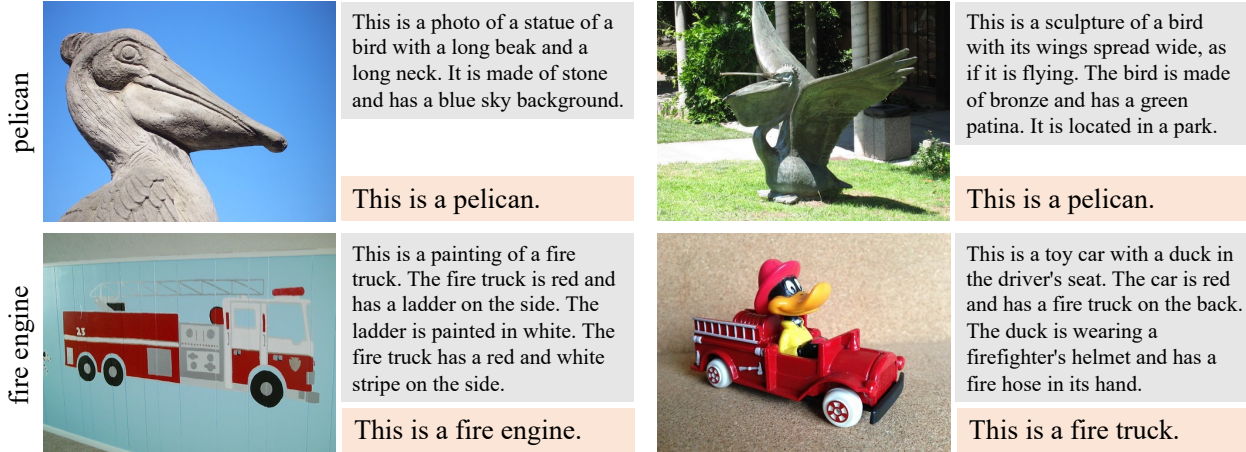 pelican
This is a photo of a statue of a
bird with a long beak and a
long neck. It is made of stone
and has a blue sky background.
This is a pelican.
This is a sculpture of a bird
with its wings spread wide, as
if it is flying. The bird is made
of bronze and has a green
patina. It is located in a park.
This is a pelican.
fire engine
23
This is a painting of a fire
truck. The fire truck is red and
has a ladder on the side. The
ladder is painted in white. The
fire truck has a red and white
stripe on the side.
This is a fire engine.
This is a toy car with a duck in
the driver's seat. The car is red
and has a fire truck on the back.
The duck is wearing a
firefighter's helmet and has a
fire hose in its hand.
This is a fire truck.